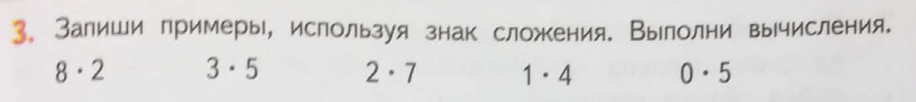 3. Запиши примеры, используя знак сложения. Выполни вычисления.
8 · 2 3 · 5 2 · 7 1 · 4 0 · 5